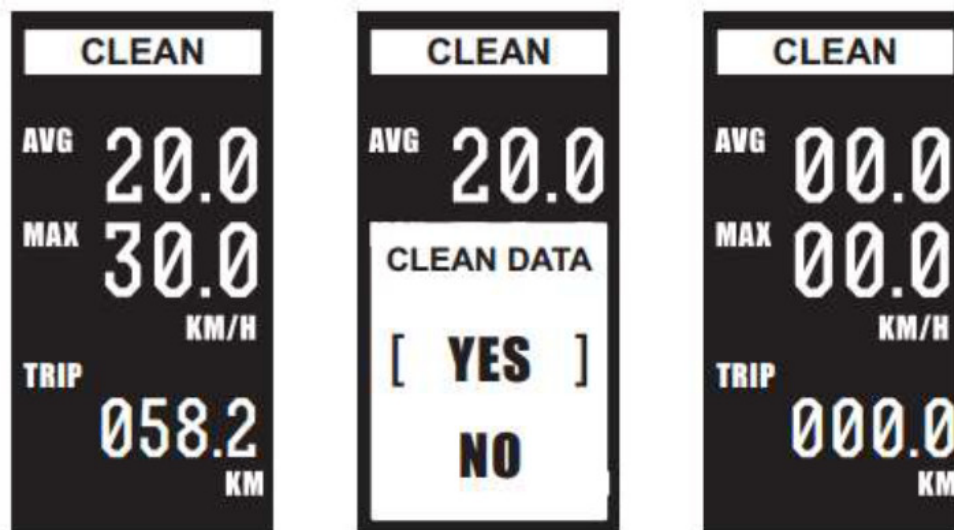 CLEAN
AVG 20.0
MAX 30.0
KM/H
TRIP
058.2
KM
CLEAN
AVG 20.0
CLEAN DATA
[ YES ]
NO
CLEAN
AVG 00.0
MAX 00.0
KM/H
TRIP
000.0
KM